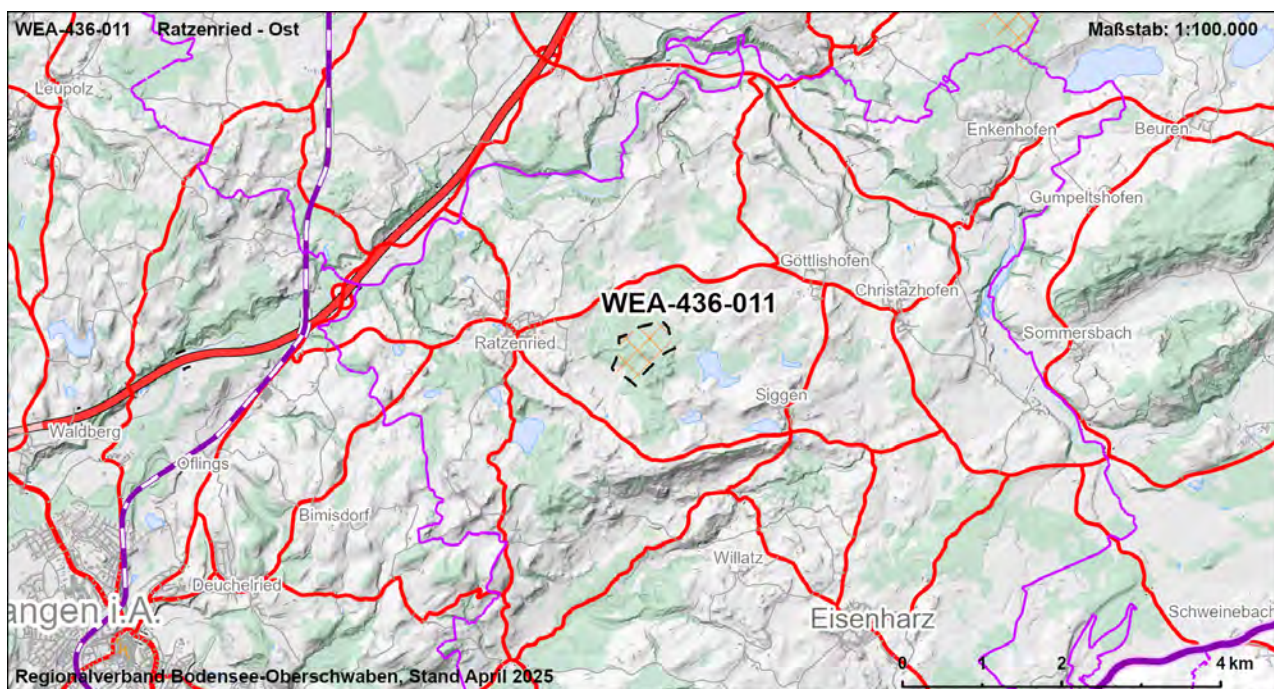 WEA-436-011 Ratzenried - Ost Maßstab: 1:100.000
Leupolz
Enkenhofen
Beuren
Gumpeltshofen
Göttlishofen
Christazhofen
WEA-436-011
Ratzenried
Sommersbach
Siggen
Waldberg
Oflings
Bimisdorf
Willatz
Deuchelried
angen i.A.
Eisenharz
Schweinebach
0 1 2 4 km
Regionalverband Bodensee-Oberschwaben, Stand April 2025